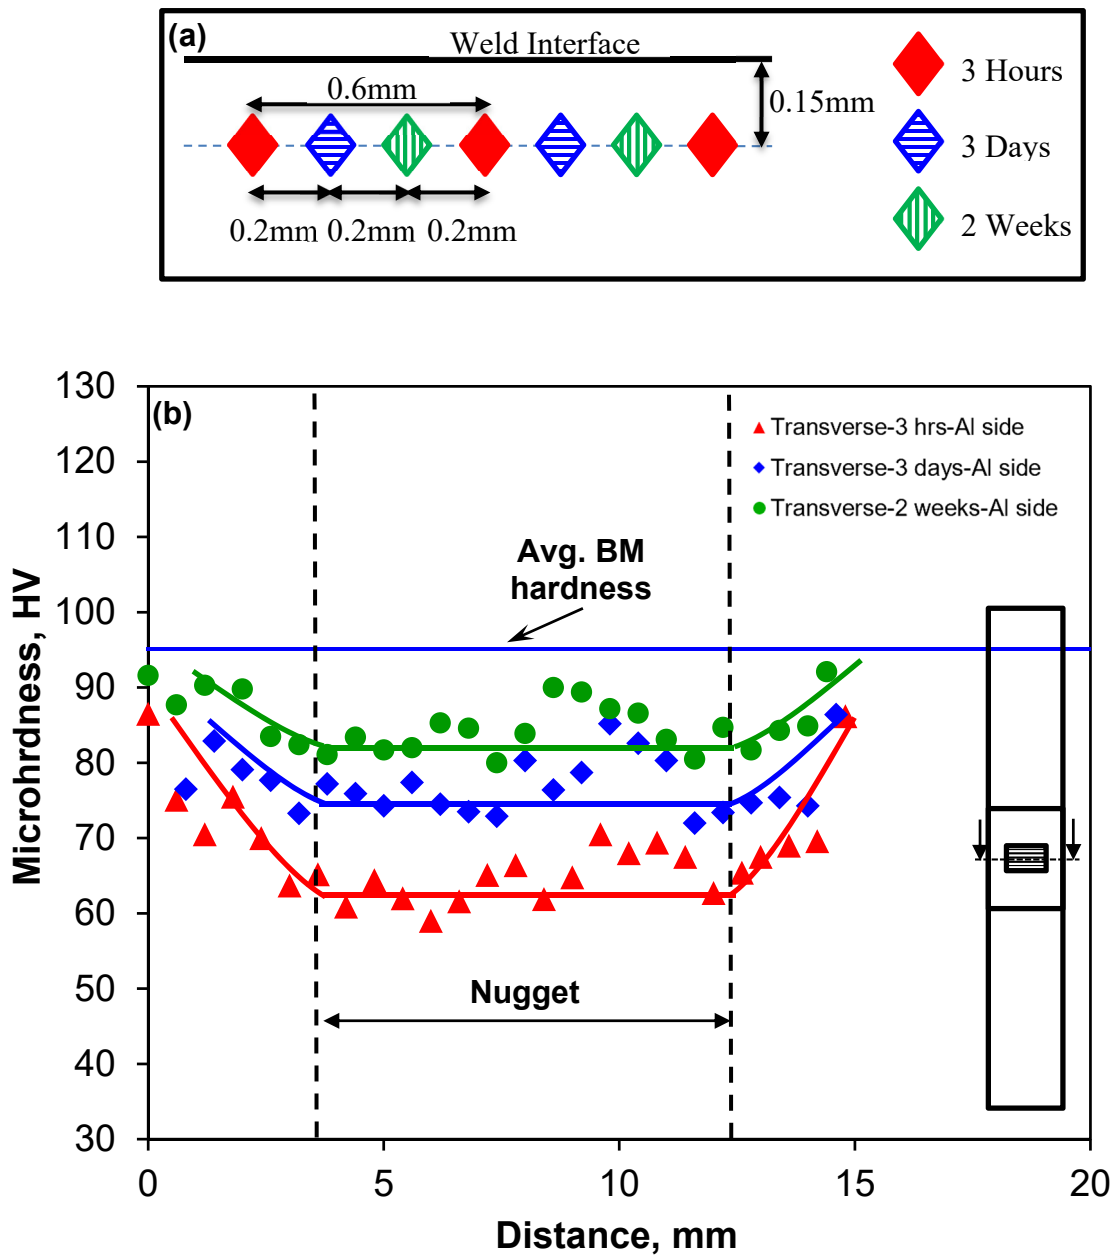 (a)
Weld Interface
0.6mm
0.15mm
0.2mm 0.2mm 0.2mm
3 Hours
3 Days
2 Weeks
(b)
130
120
110
100
90
80
70
60
50
40
30
Microhrdness, HV
Transverse-3 hrs-Al side
Transverse-3 days-Al side
Transverse-2 weeks-Al side
Avg. BM
hardness
Nugget
0 5 10 15 20
Distance, mm